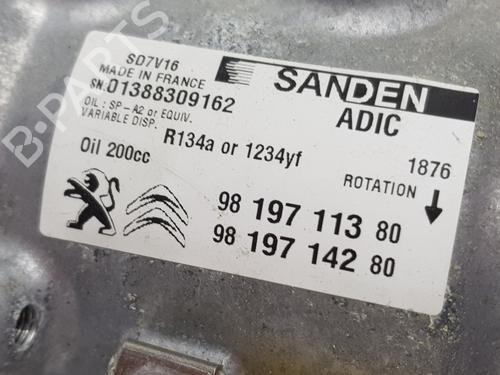 SD7V16
MADE IN FRANCE
SN.01388309162
OIL: SP-A2 or EQUIV.
VARIABLE DISP.
SANDEN
ADIC
Oil 200cc
R134a or 1234yf
1876
ROTATION
98 197 113 80
98 197 142 80
B-PARTS